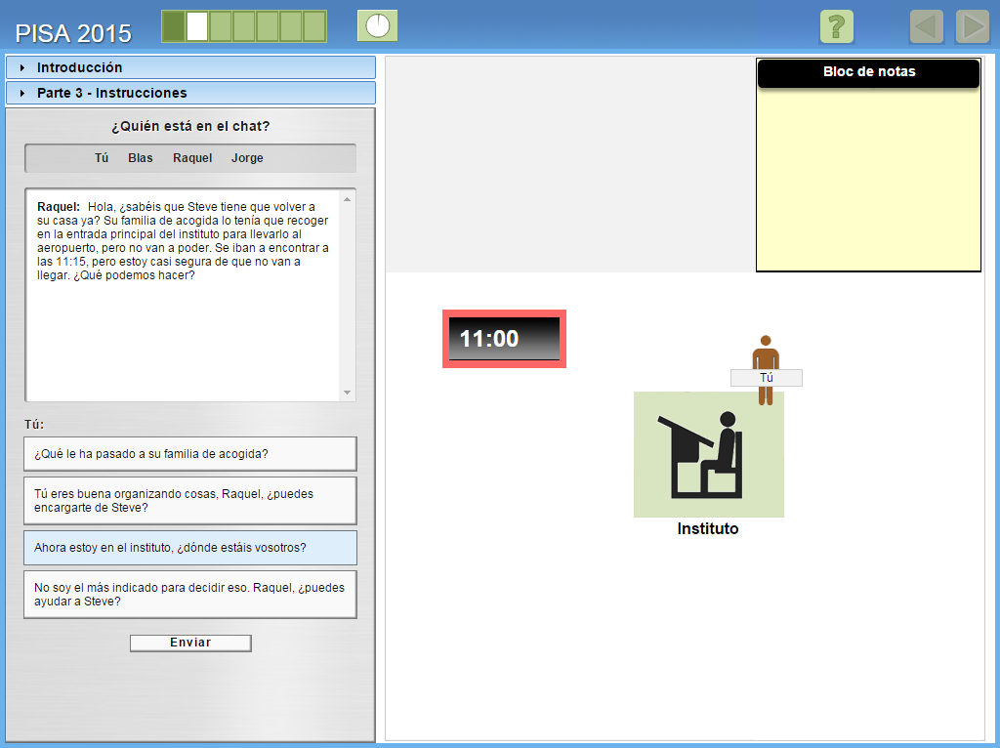 PISA 2015
?
Introducción
Parte 3 - Instrucciones
¿Quién está en el chat?
Tú Blas Raquel Jorge
Raquel: Hola, ¿sabéis que Steve tiene que volver a
su casa ya? Su familia de acogida lo tenía que recoger
en la entrada principal del instituto para llevarlo al
aeropuerto, pero no van a poder. Se iban a encontrar a
las 11:15, pero estoy casi segura de que no van a
llegar. ¿Qué podemos hacer?
Tú:
¿Qué le ha pasado a su familia de acogida?
Tú eres buena organizando cosas, Raquel, ¿puedes
encargarte de Steve?
Ahora estoy en el instituto, ¿dónde estáis vosotros?
No soy el más indicado para decidir eso. Raquel, ¿puedes
ayudar a Steve?
Enviar
Bloc de notas
11:00
Tú
Instituto